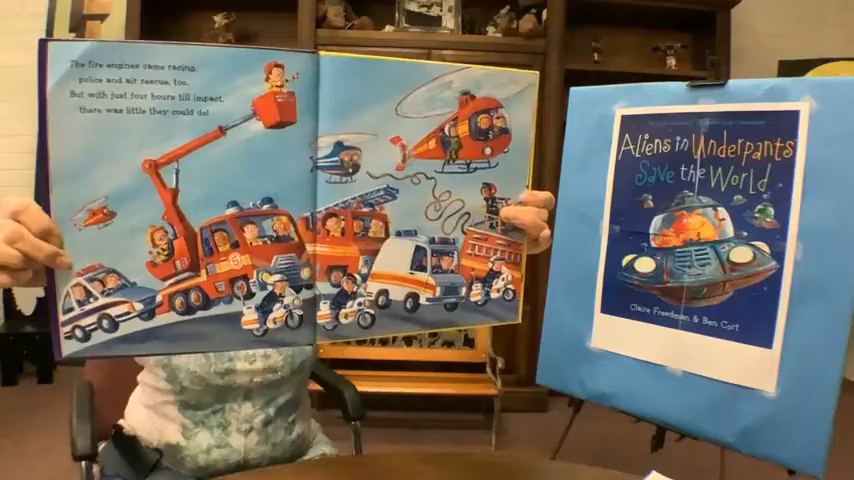 The fire engines came racing,
police and air rescue, too.
But with just four hours till impact,
there was little they could do!
5
Aliens in Underpants
Save the World
Claire Freedman & Ben Cort